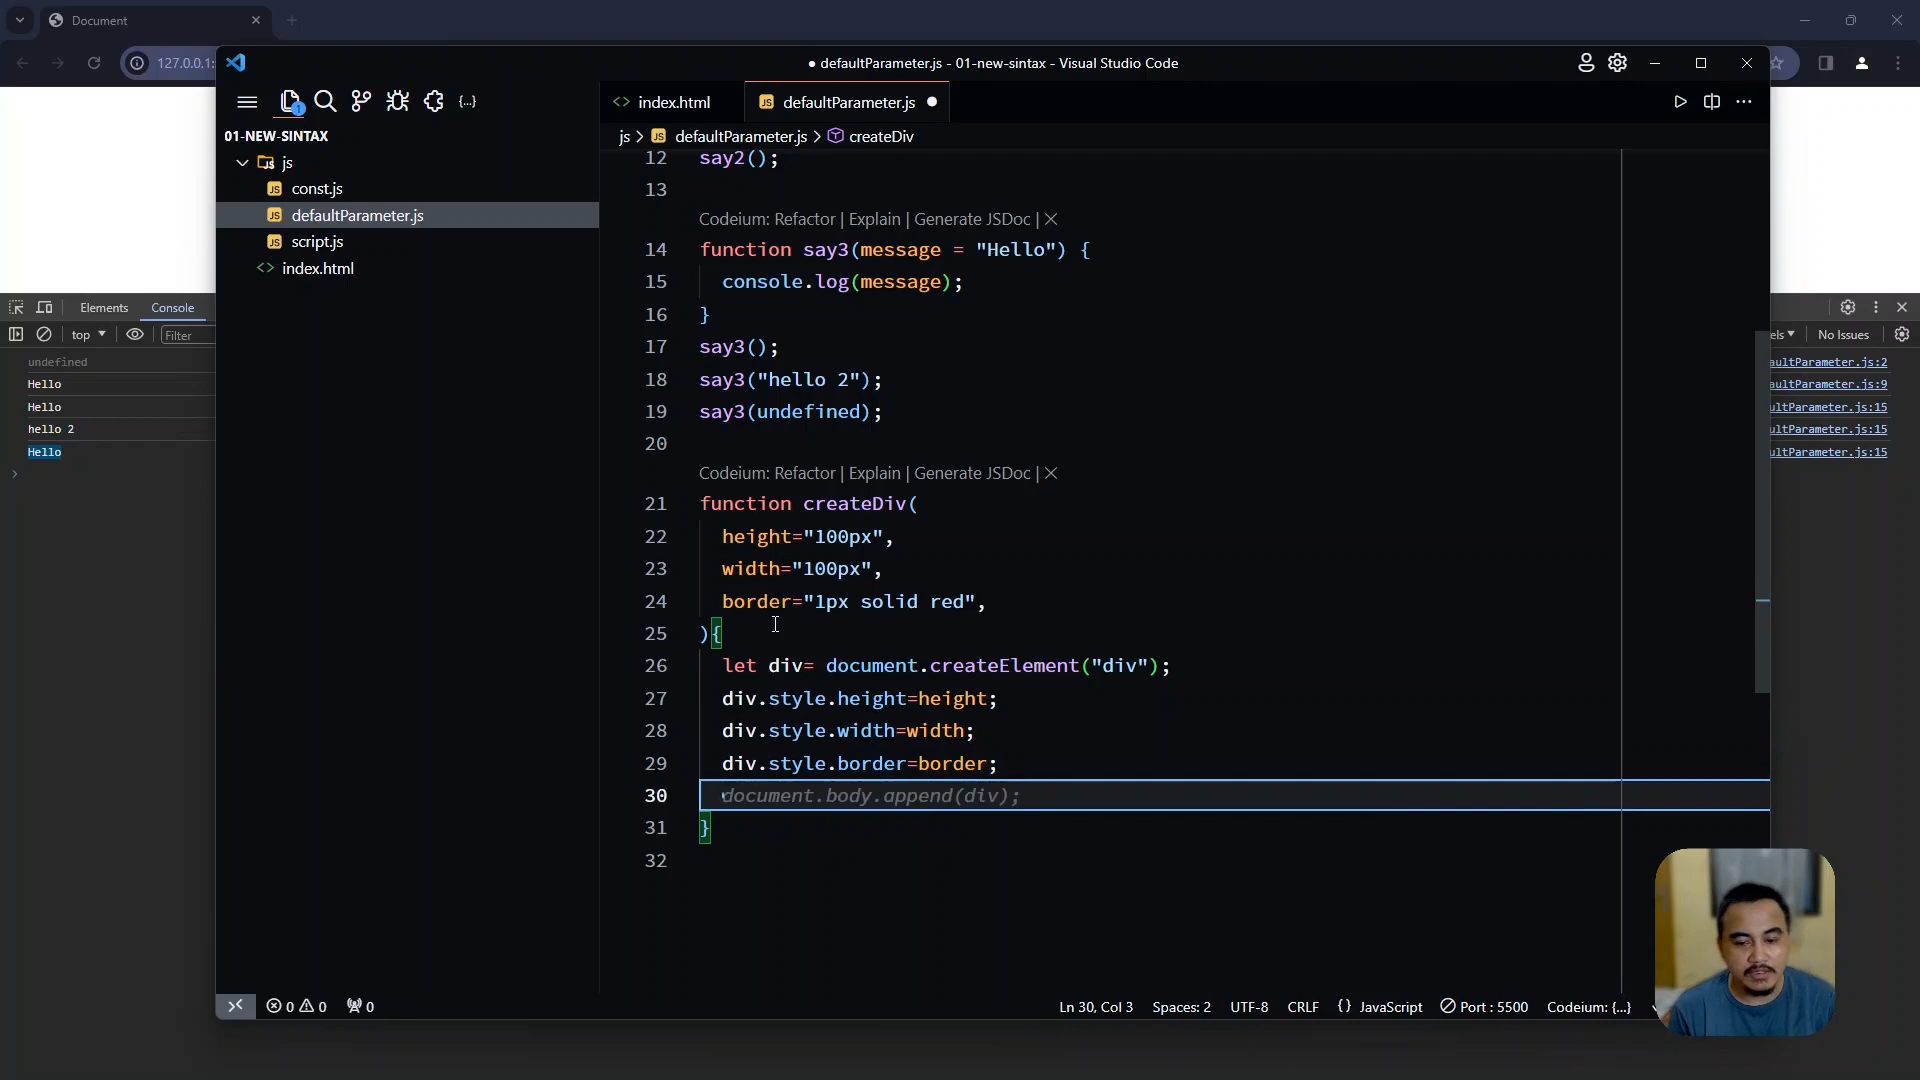 Document
127.0.0.1:
● defaultParameter.js - 01-new-sintax - Visual Studio Code
1
{...}
<> index.html
JS defaultParameter.js ●
01-NEW-SINTAX
js > JS defaultParameter.js > createDiv
js
JS const.js
JS defaultParameter.js
JS script.js
<> index.html
12 say2();
13
Codeium: Refactor | Explain | Generate JSDoc | ×
14 function say3(message = "Hello") {
15 console.log(message);
16 }
17 say3();
18 say3("hello 2");
19 say3(undefined);
20
Codeium: Refactor | Explain | Generate JSDoc | ×
21 function createDiv(
22 height="100px",
23 width="100px",
24 border="1px solid red",
25 ){
26 let div= document.createElement("div");
27 div.style.height=height;
28 div.style.width=width;
29 div.style.border=border;
30 document.body.append(div);
31 }
32
Elements Console
top ▼ Filter
els ▼ No Issues
undefined aultParameter.js:2
Hello aultParameter.js:9
Hello ultParameter.js:15
hello 2 ultParameter.js:15
Hello ultParameter.js:15
>
0 0 0
Ln 30, Col 3 Spaces: 2 UTF-8 CRLF {} JavaScript Port : 5500 Codeium: {...}